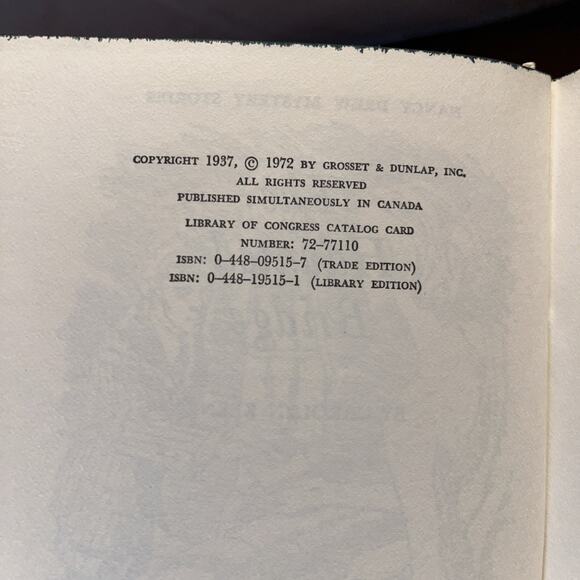 COPYRIGHT 1937, © 1972 BY GROSSET & DUNLAP, INC.
ALL RIGHTS RESERVED
PUBLISHED SIMULTANEOUSLY IN CANADA
LIBRARY OF CONGRESS CATALOG CARD
NUMBER: 72-77110
ISBN: 0-448-09515-7 (TRADE EDITION)
ISBN: 0-448-19515-1 (LIBRARY EDITION)